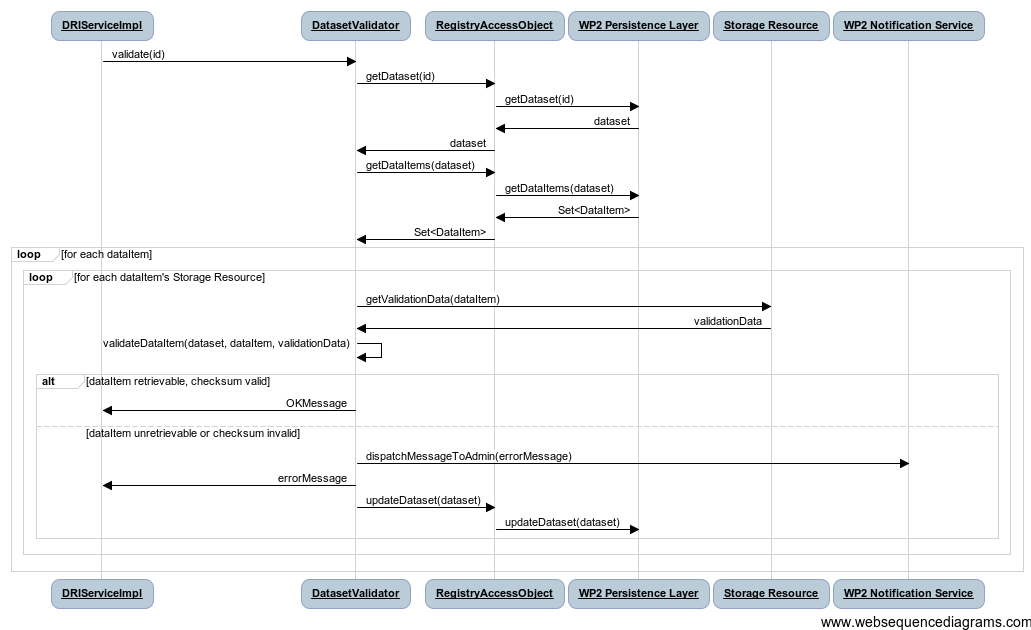 DRIServiceImpl DatasetValidator RegistryAccessObject WP2 Persistence Layer Storage Resource WP2 Notification Service
validate(id)
getDataset(id)
getDataset(id)
dataset
dataset
getDataItems(dataset)
getDataItems(dataset)
Set<DataItem>
Set<DataItem>
loop [for each dataItem]
loop [for each dataItem's Storage Resource]
getValidationData(dataItem)
validationData
validateDataItem(dataset, dataItem, validationData)
alt [dataItem retrievable, checksum valid]
OKMessage
[dataItem unretrievable or checksum invalid]
dispatchMessageToAdmin(errorMessage)
errorMessage
updateDataset(dataset)
updateDataset(dataset)
DRIServiceImpl DatasetValidator RegistryAccessObject WP2 Persistence Layer Storage Resource WP2 Notification Service
www.websequencediagrams.com